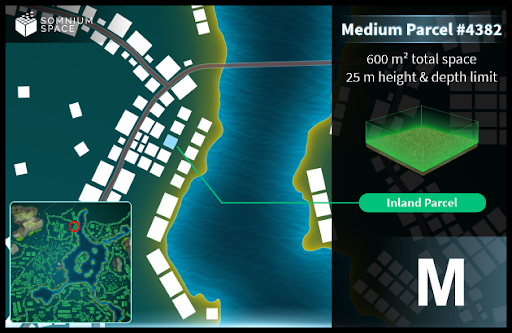 SOMNIUM
SPACE
Medium Parcel #4382
600 m² total space
25 m height & depth limit
Inland Parcel
M